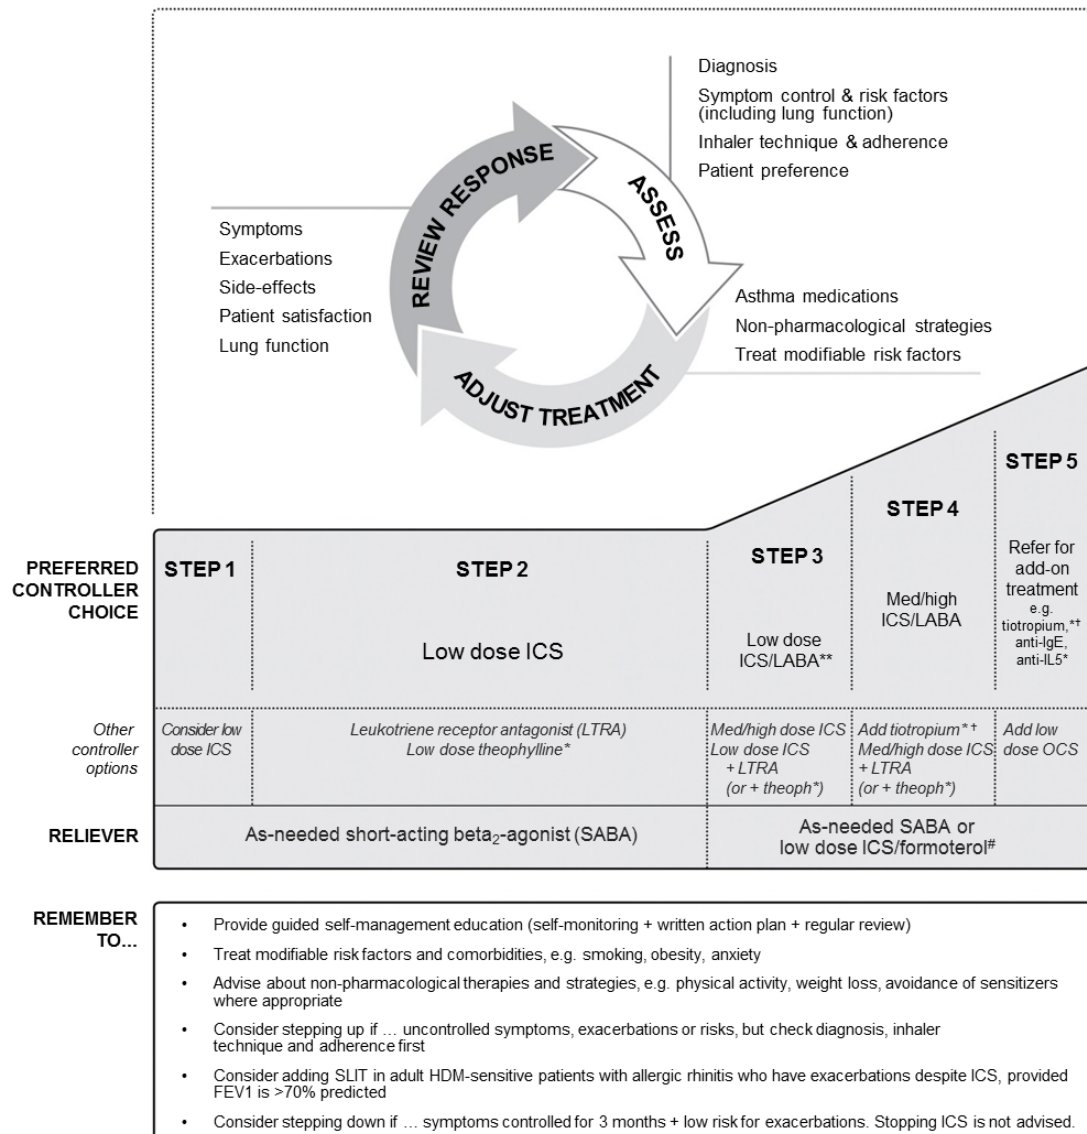 Diagnosis
Symptom control & risk factors
(including lung function)
Inhaler technique & adherence
Patient preference
REVIEW RESPONSE
ASSESS
ADJUST TREATMENT
Symptoms
Exacerbations
Side-effects
Patient satisfaction
Lung function
Asthma medications
Non-pharmacological strategies
Treat modifiable risk factors
PREFERRED
CONTROLLER
CHOICE
STEP 1
STEP 2
Low dose ICS
STEP 3
Low dose
ICS/LABA**
STEP 4
Med/high
ICS/LABA
STEP 5
Refer for
add-on
treatment
e.g.
tiotropium,*†
anti-IgE,
anti-IL5*
Other
controller
options
Consider low
dose ICS
Leukotriene receptor antagonist (LTRA)
Low dose theophylline*
Med/high dose ICS
Low dose ICS
+ LTRA
(or + theoph*)
Add tiotropium*†
Med/high dose ICS
+ LTRA
(or + theoph*)
Add low
dose OCS
RELIEVER
As-needed short-acting beta₂-agonist (SABA)
As-needed SABA or
low dose ICS/formoterol#
REMEMBER
TO...
• Provide guided self-management education (self-monitoring + written action plan + regular review)
• Treat modifiable risk factors and comorbidities, e.g. smoking, obesity, anxiety
• Advise about non-pharmacological therapies and strategies, e.g. physical activity, weight loss, avoidance of sensitizers
where appropriate
• Consider stepping up if … uncontrolled symptoms, exacerbations or risks, but check diagnosis, inhaler
technique and adherence first
• Consider adding SLIT in adult HDM-sensitive patients with allergic rhinitis who have exacerbations despite ICS, provided
FEV1 is >70% predicted
• Consider stepping down if … symptoms controlled for 3 months + low risk for exacerbations. Stopping ICS is not advised.